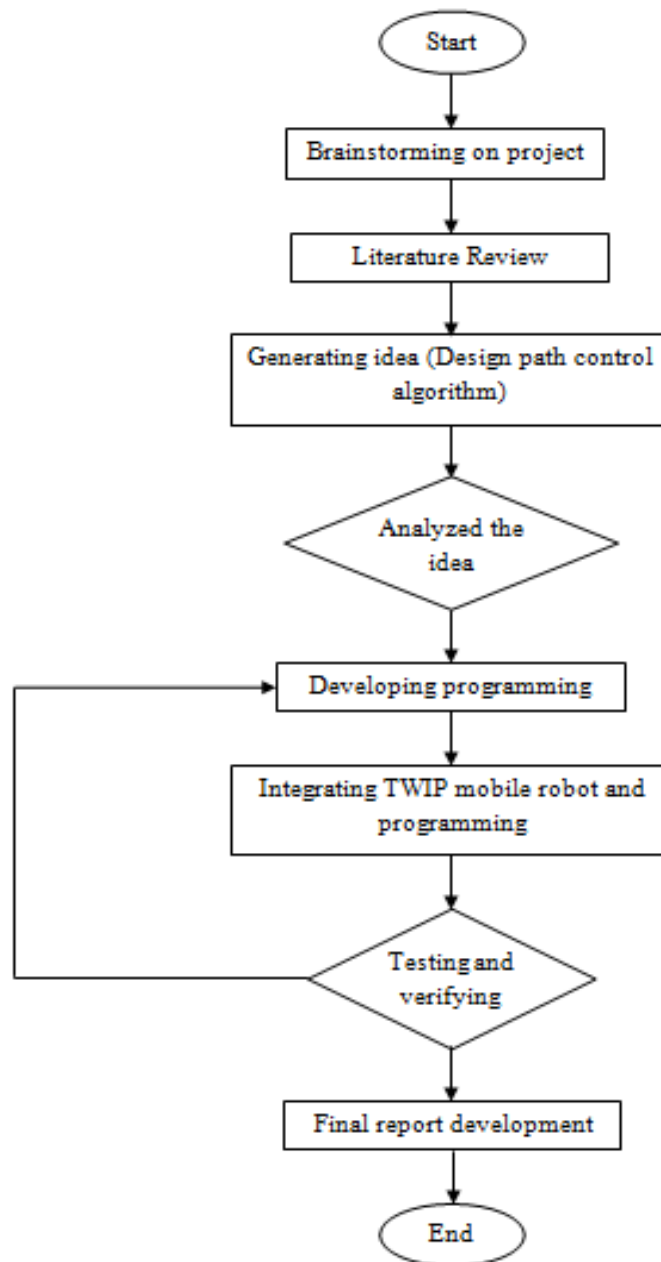 Start
Brainstorming on project
Literature Review
Generating idea (Design path control
algorithm)
Analyzed the
idea
Developing programming
Integrating TWIP mobile robot and
programming
Testing and
verifying
Final report development
End